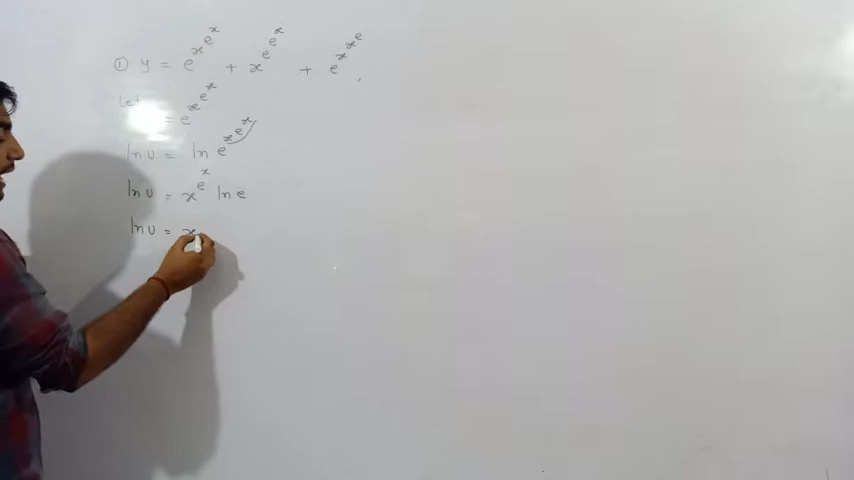 ① y = e^{x^{e^{x}}} + x^{e^{e^{x}}} + e^{x^{x^{e}}} .
Let = e^{x^{e^{x}}}
ln U = ln e^{x^{e^{x}}}
ln U = x^{e^{x}} ln e
ln U = x